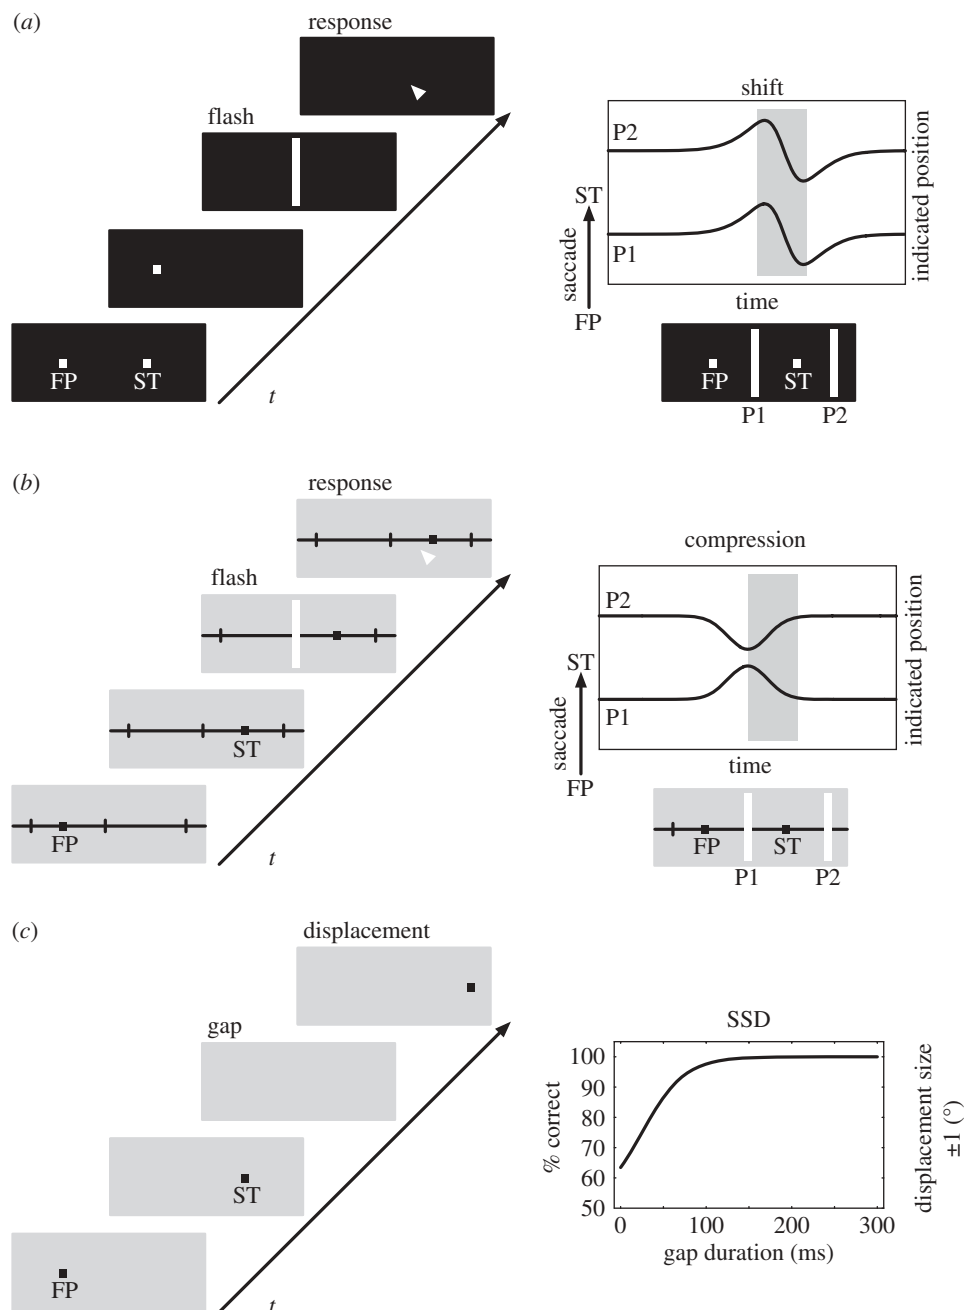 (a)
response
flash
FP ST
t
shift
P2
P1
ST
saccade
FP
indicated position
time
FP ST
P1 P2
(b)
response
flash
ST
FP
t
compression
P2
P1
ST
saccade
FP
indicated position
time
FP ST
P1 P2
(c)
displacement
gap
ST
FP
t
SSD
% correct
100
90
80
70
60
50
0 100 200 300
gap duration (ms)
displacement size
±1 (°)